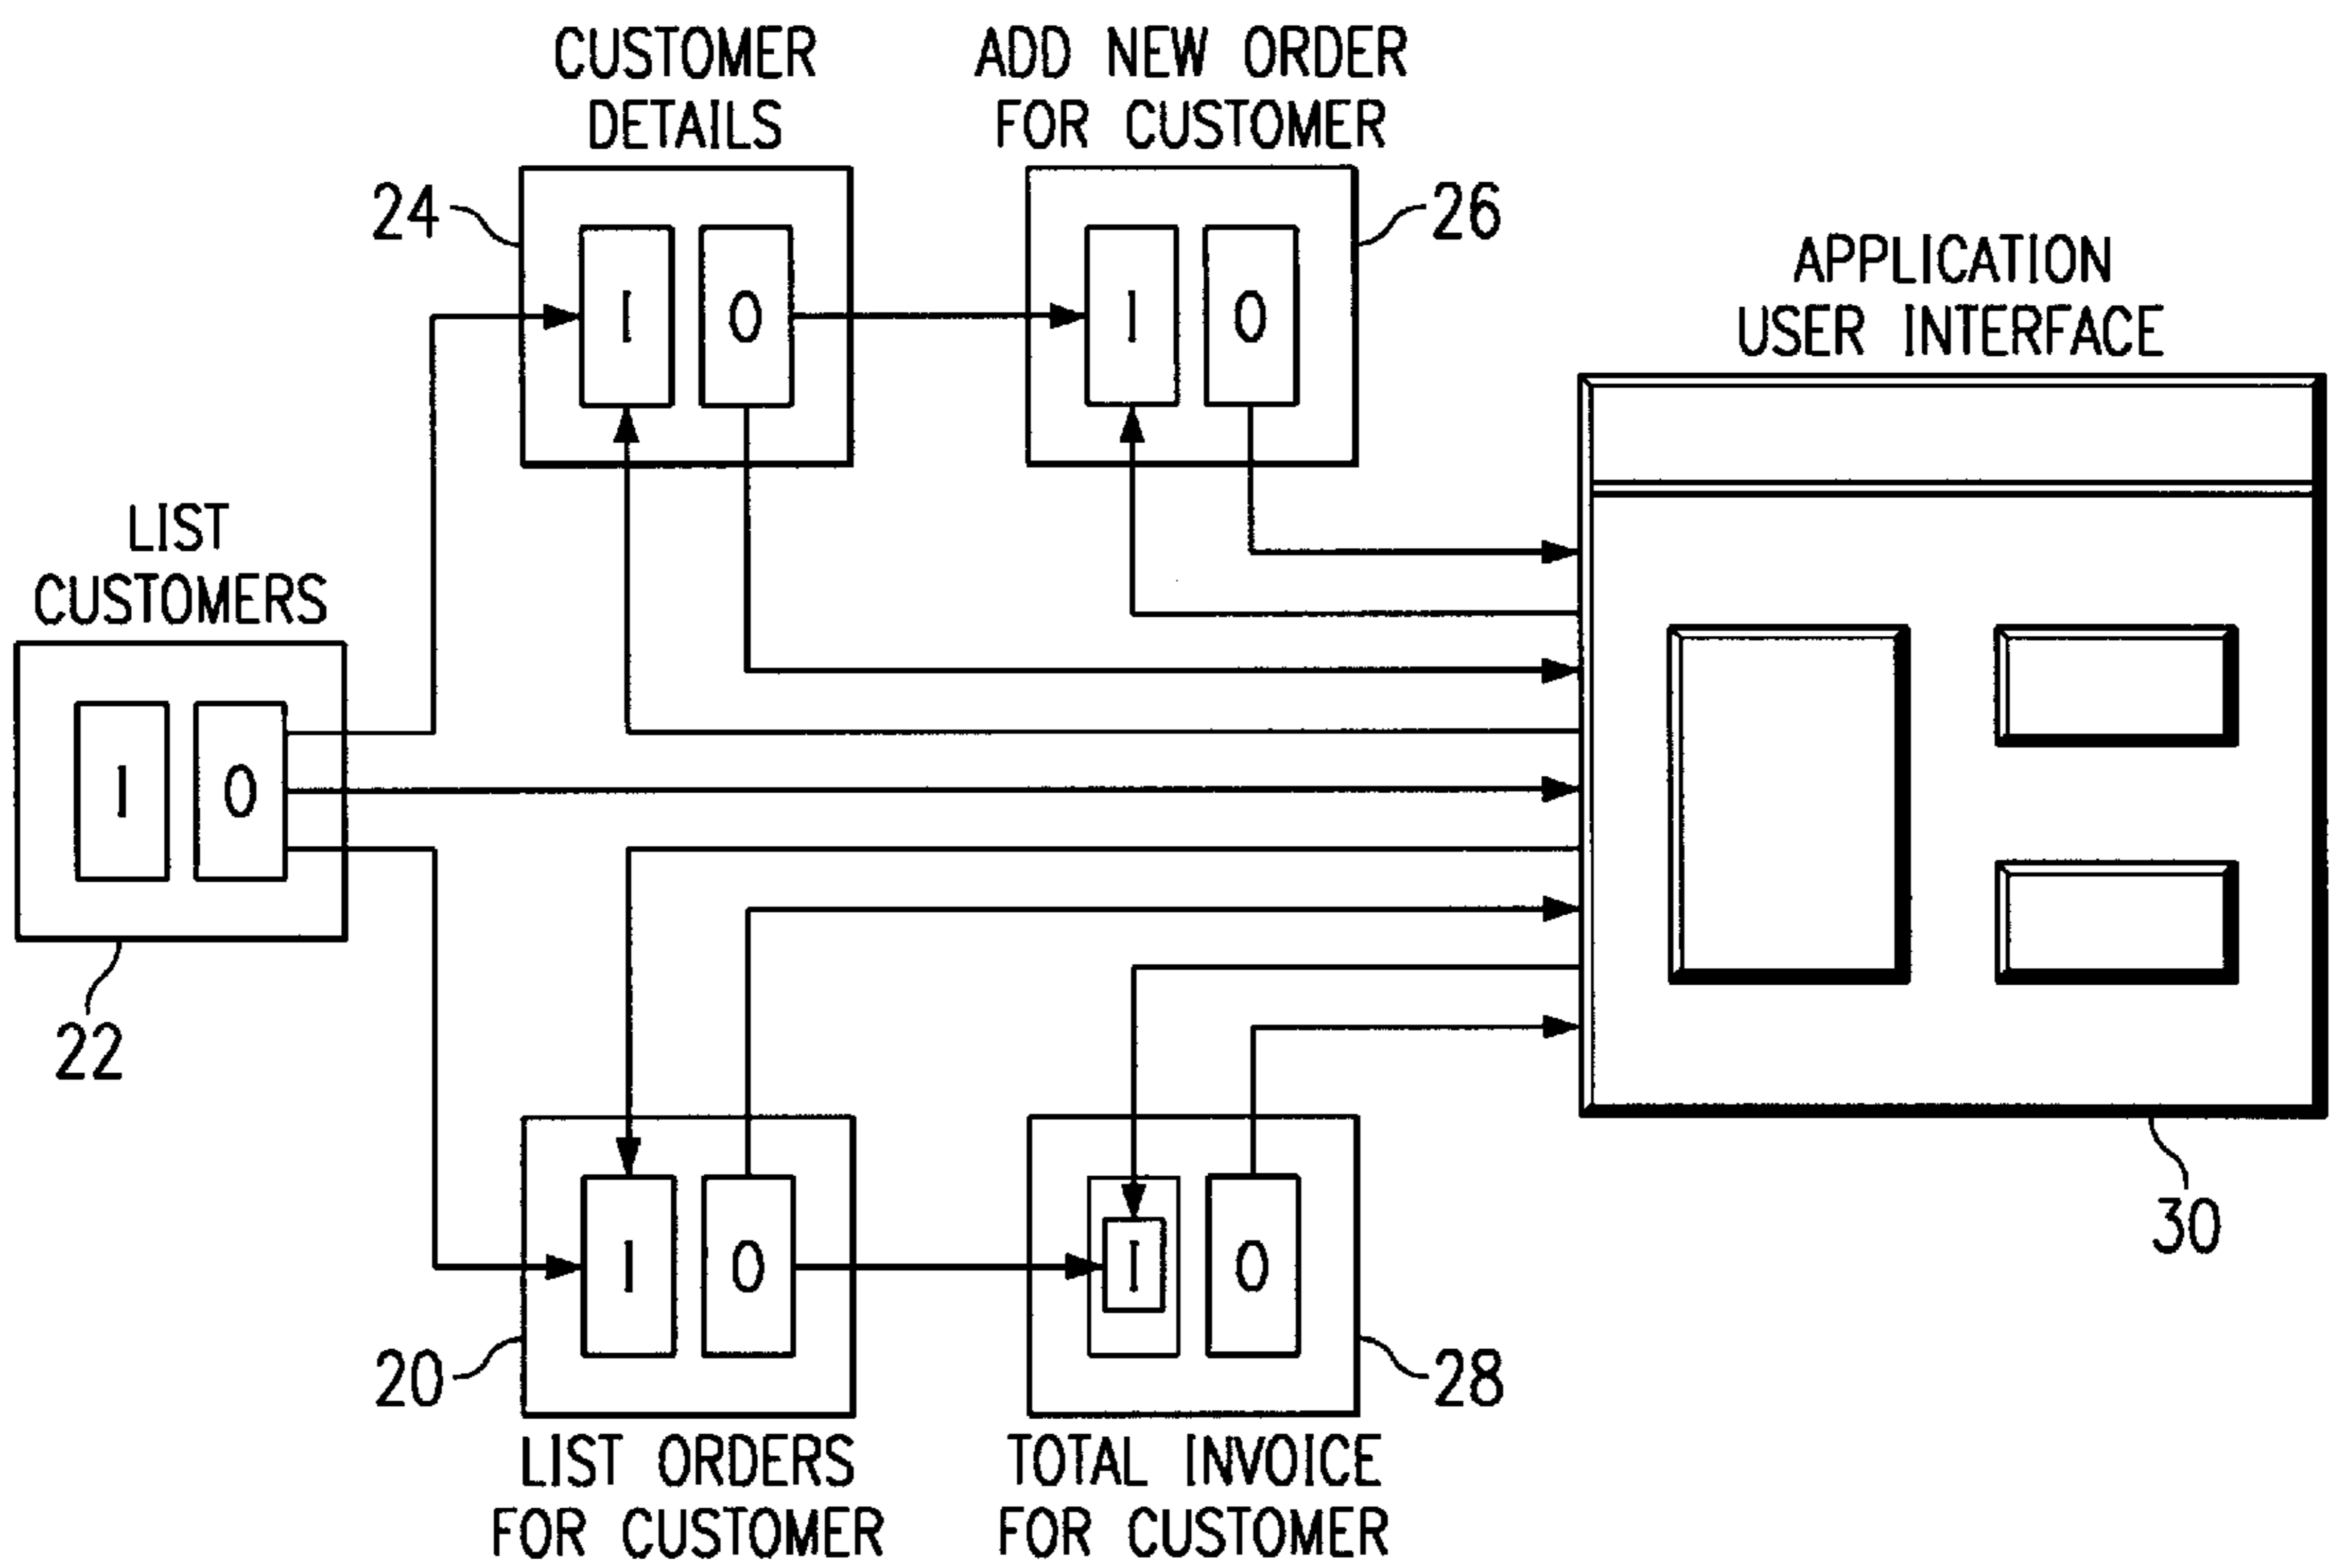 CUSTOMER
DETAILS
ADD NEW ORDER
FOR CUSTOMER
24
I O
26
I O
APPLICATION
USER INTERFACE
LIST
CUSTOMERS
I O
22
30
20
I O
28
I O
LIST ORDERS
FOR CUSTOMER
TOTAL INVOICE
FOR CUSTOMER